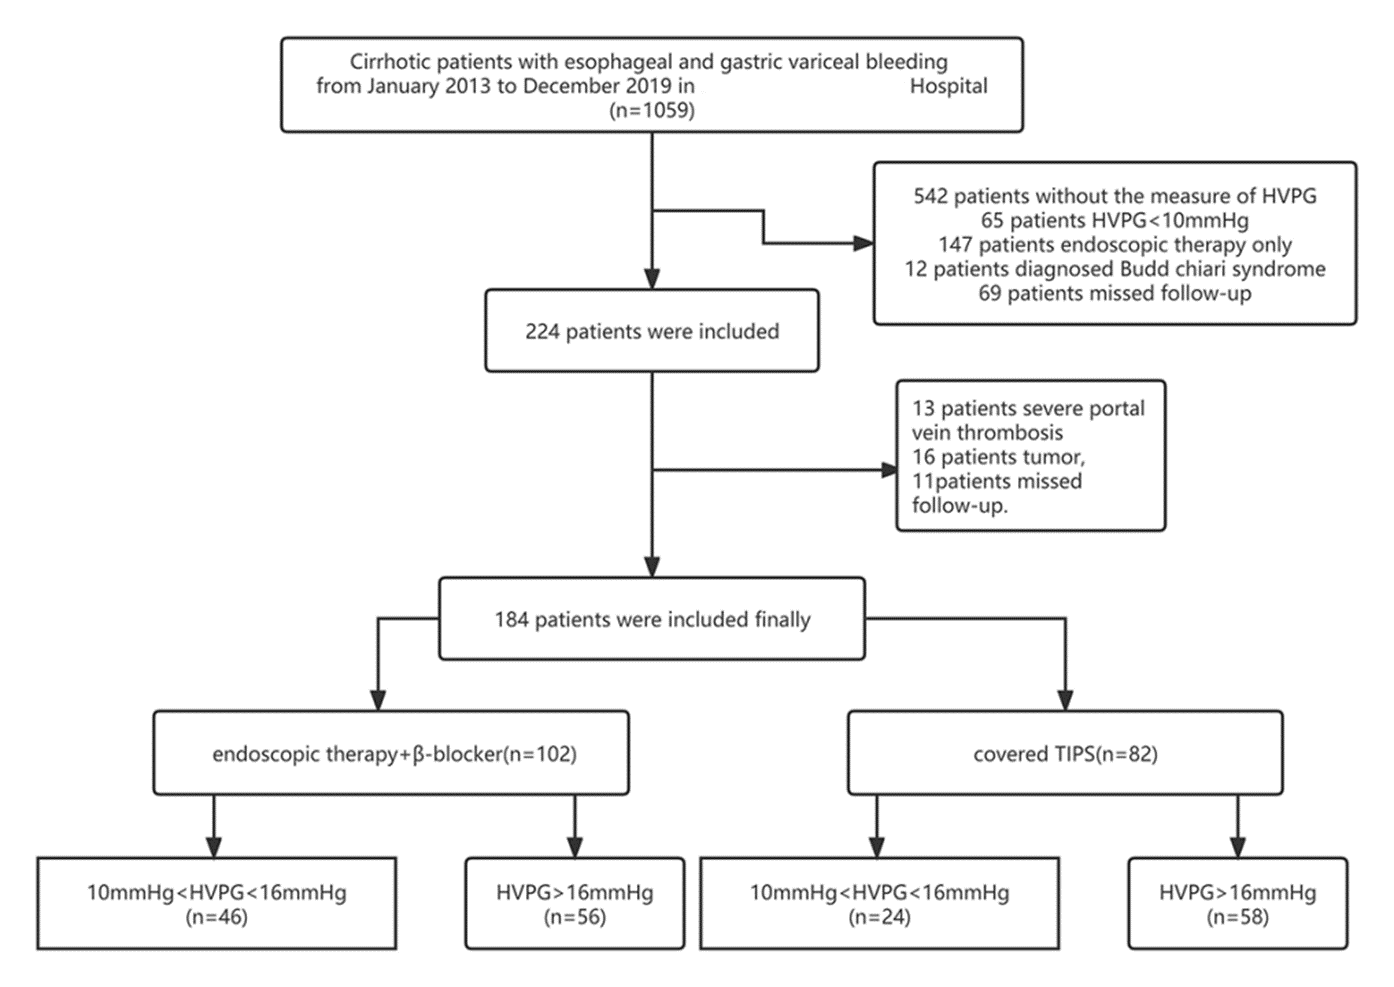 Cirrhotic patients with esophageal and gastric variceal bleeding
from January 2013 to December 2019 in Hospital
(n=1059)
542 patients without the measure of HVPG
65 patients HVPG<10mmHg
147 patients endoscopic therapy only
12 patients diagnosed Budd chiari syndrome
69 patients missed follow-up
224 patients were included
13 patients severe portal
vein thrombosis
16 patients tumor,
11patients missed
follow-up.
184 patients were included finally
endoscopic therapy+β-blocker(n=102)
covered TIPS(n=82)
10mmHg<HVPG<16mmHg
(n=46)
HVPG>16mmHg
(n=56)
10mmHg<HVPG<16mmHg
(n=24)
HVPG>16mmHg
(n=58)